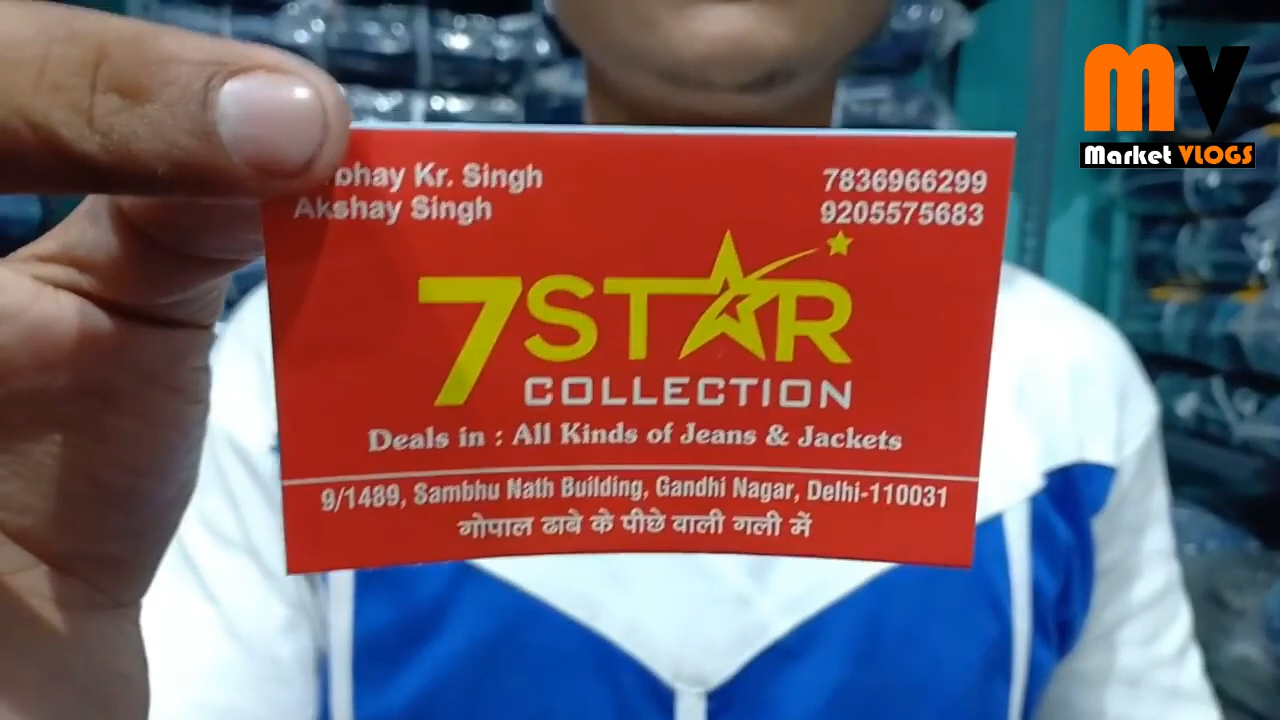 MV
Market VLOGS
Kr. Singh
Akshay Singh
7836966299
9205575683
7STAR
COLLECTION
Deals in : All Kinds of Jeans & Jackets
9/1489, Sambhu Nath Building, Gandhi Nagar, Delhi-110031
गोपाल ढाबे के पीछे वाली गली में